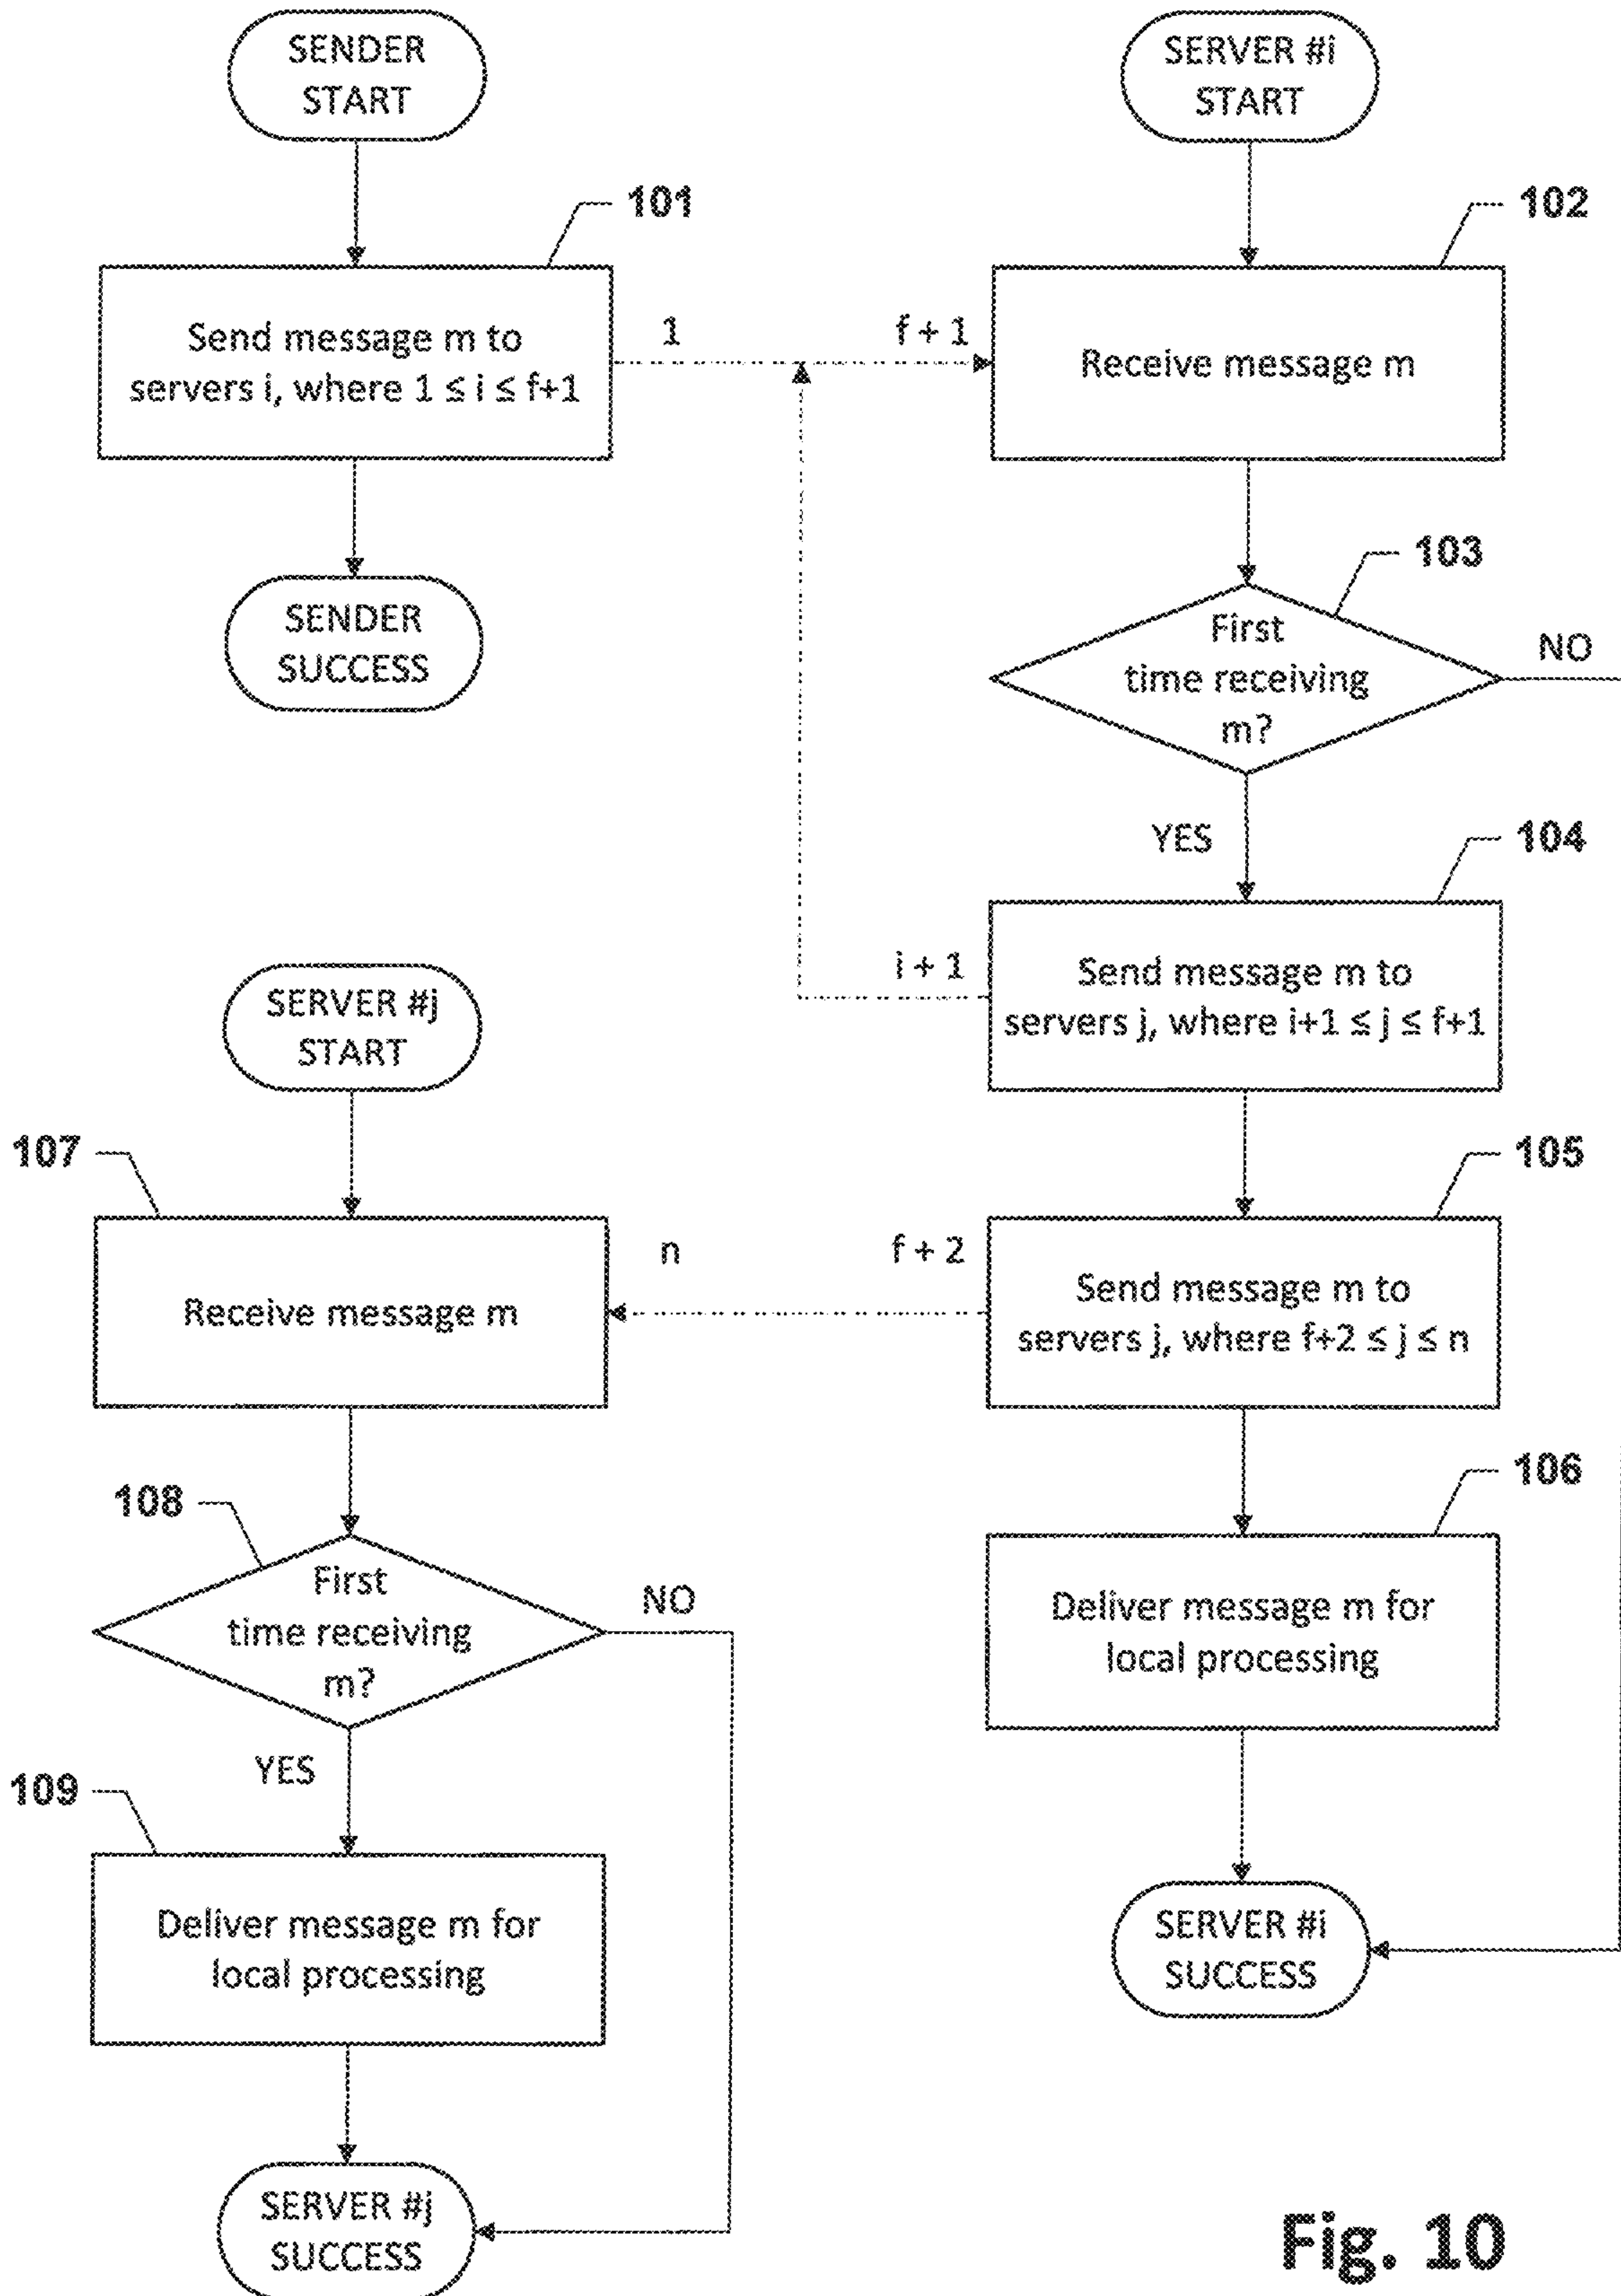 SENDER
START
SERVER #i
START
101
102
Send message m to
servers i, where 1 ≤ i ≤ f+1
1
f + 1
Receive message m
SENDER
SUCCESS
103
First
time receiving
m?
NO
YES
104
i + 1
Send message m to
servers j, where i+1 ≤ j ≤ f+1
SERVER #j
START
107
105
Receive message m
n
f + 2
Send message m to
servers j, where f+2 ≤ j ≤ n
108
First
time receiving
m?
NO
YES
106
Deliver message m for
local processing
109
Deliver message m for
local processing
SERVER #i
SUCCESS
SERVER #j
SUCCESS
Fig. 10